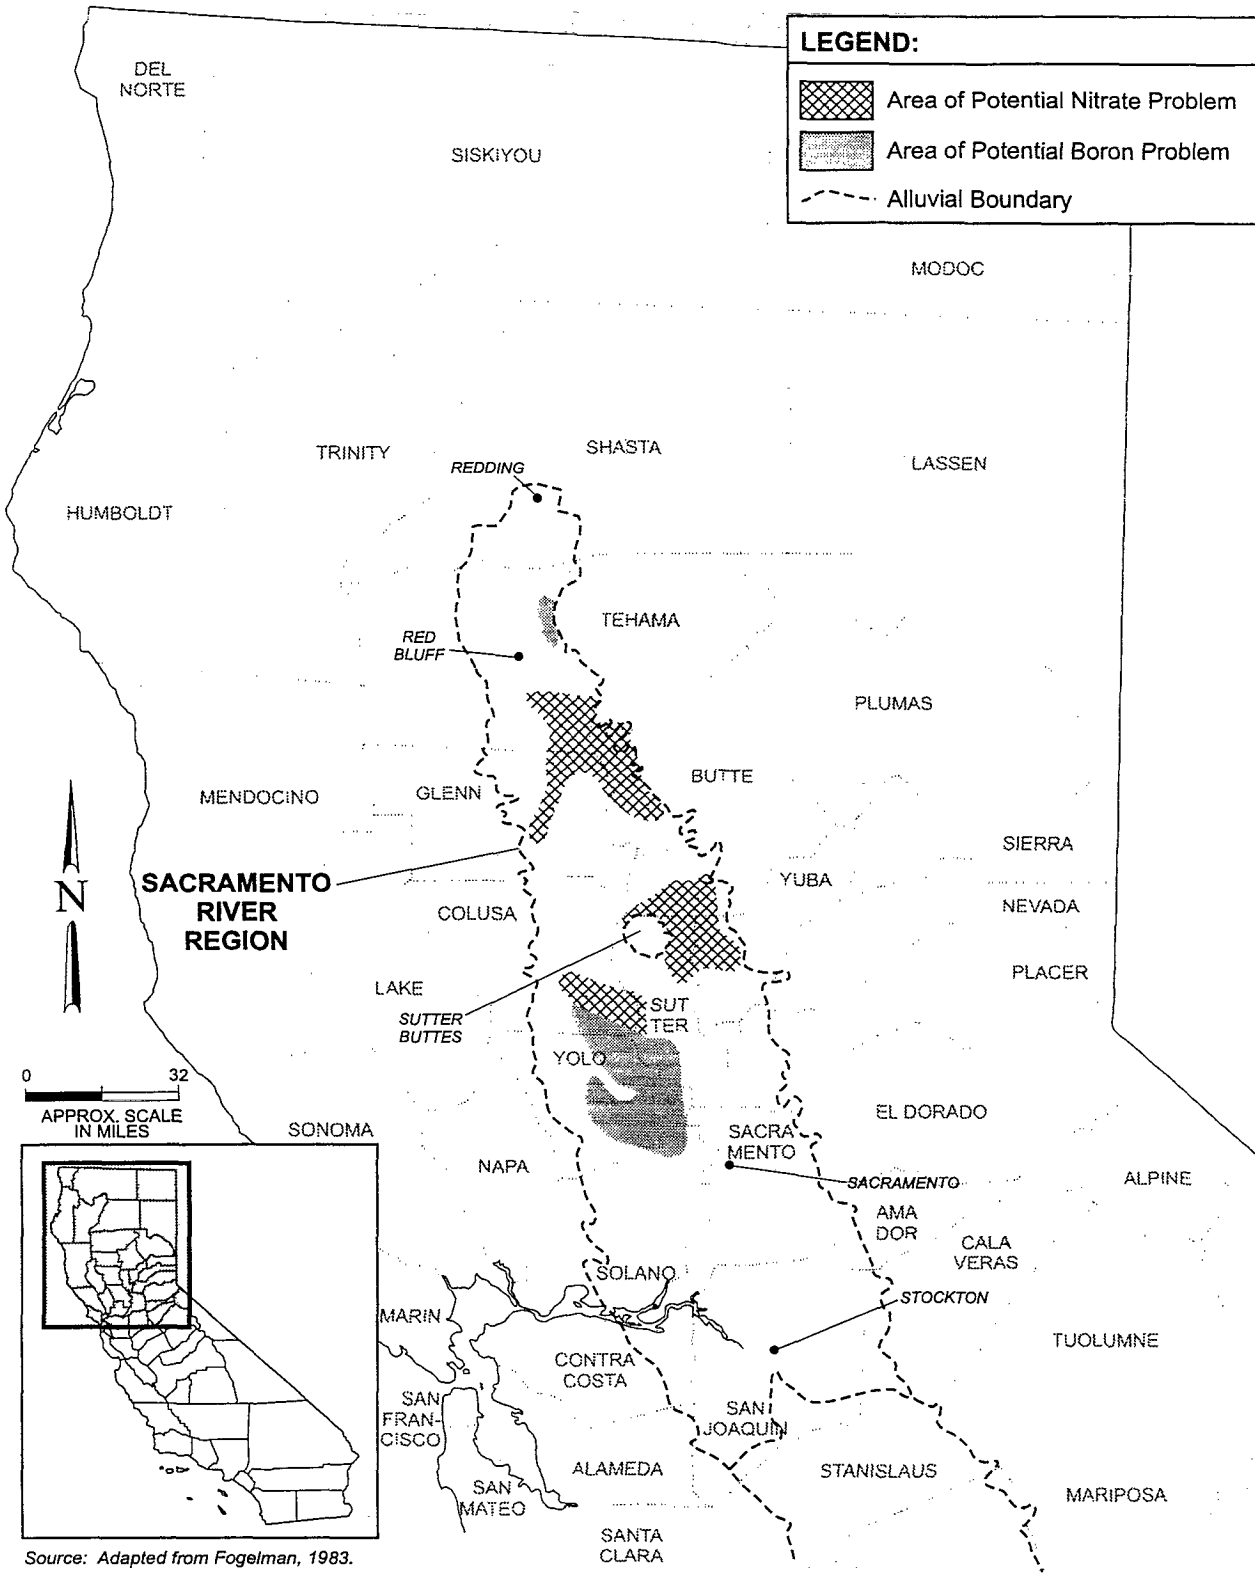 LEGEND:
Area of Potential Nitrate Problem
Area of Potential Boron Problem
Alluvial Boundary
DEL
NORTE
SISKIYOU
MODOC
TRINITY
SHASTA
LASSEN
REDDING
HUMBOLDT
TEHAMA
RED
BLUFF
PLUMAS
BUTTE
MENDOCINO
GLENN
SIERRA
SACRAMENTO
RIVER
REGION
YUBA
COLUSA
NEVADA
N
PLACER
LAKE
SUTTER
BUTTES
SUT
TER
YOLO
0 32
APPROX. SCALE
IN MILES
EL DORADO
SONOMA
SACRA
MENTO
NAPA
SACRAMENTO
ALPINE
AMA
DOR
CALA
VERAS
SOLANO
STOCKTON
MARIN
TUOLUMNE
CONTRA
COSTA
SAN
FRAN-
CISCO
SAN
JOAQUIN
ALAMEDA
STANISLAUS
SAN
MATEO
MARIPOSA
SANTA
CLARA
Source: Adapted from Fogelman, 1983.